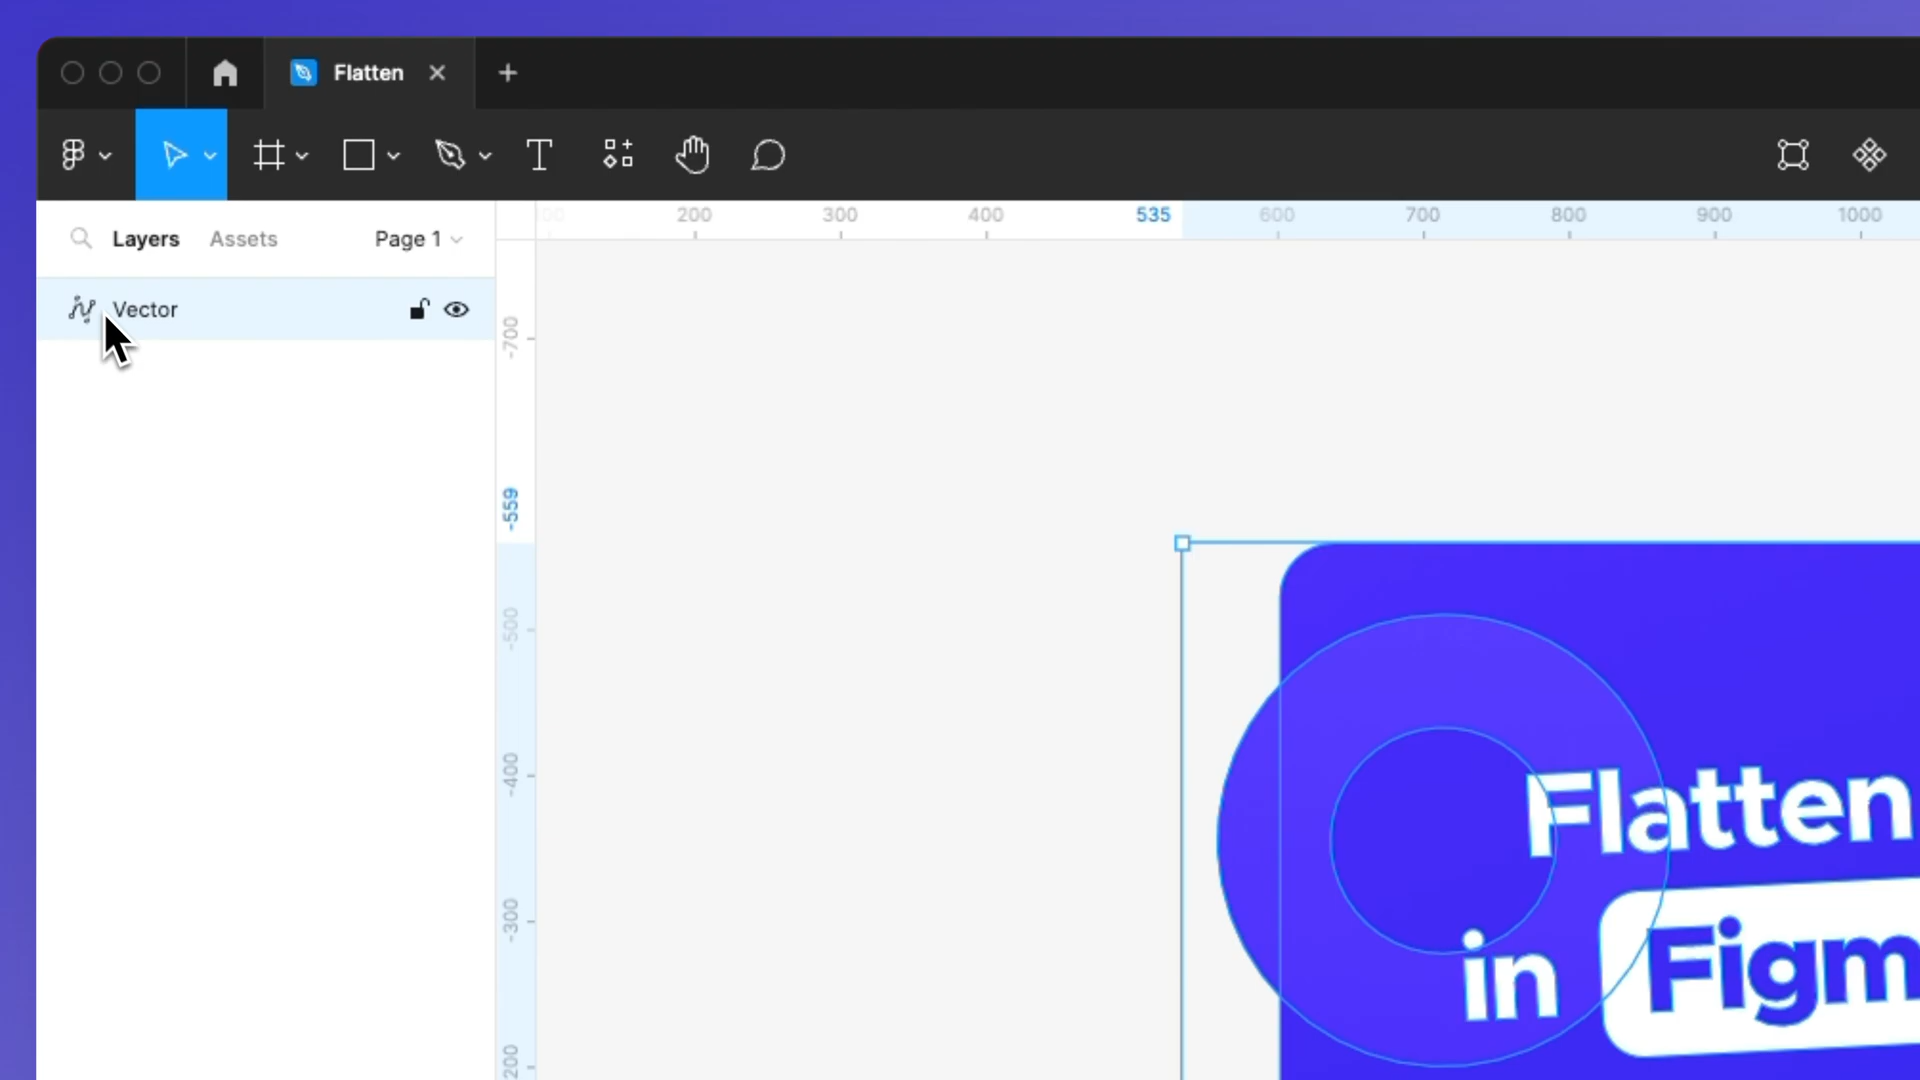 Flatten
100 200 300 400 535 600 700 800 900 1000
Layers Assets Page 1
Vector
-700
-559
-500
-400
-300
200
Flatten
in Figm